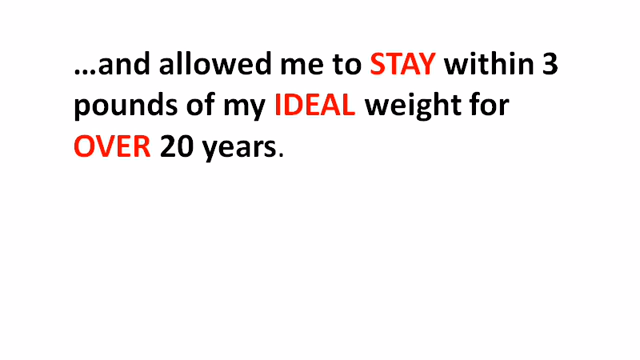 …and allowed me to STAY within 3
pounds of my IDEAL weight for
OVER 20 years.